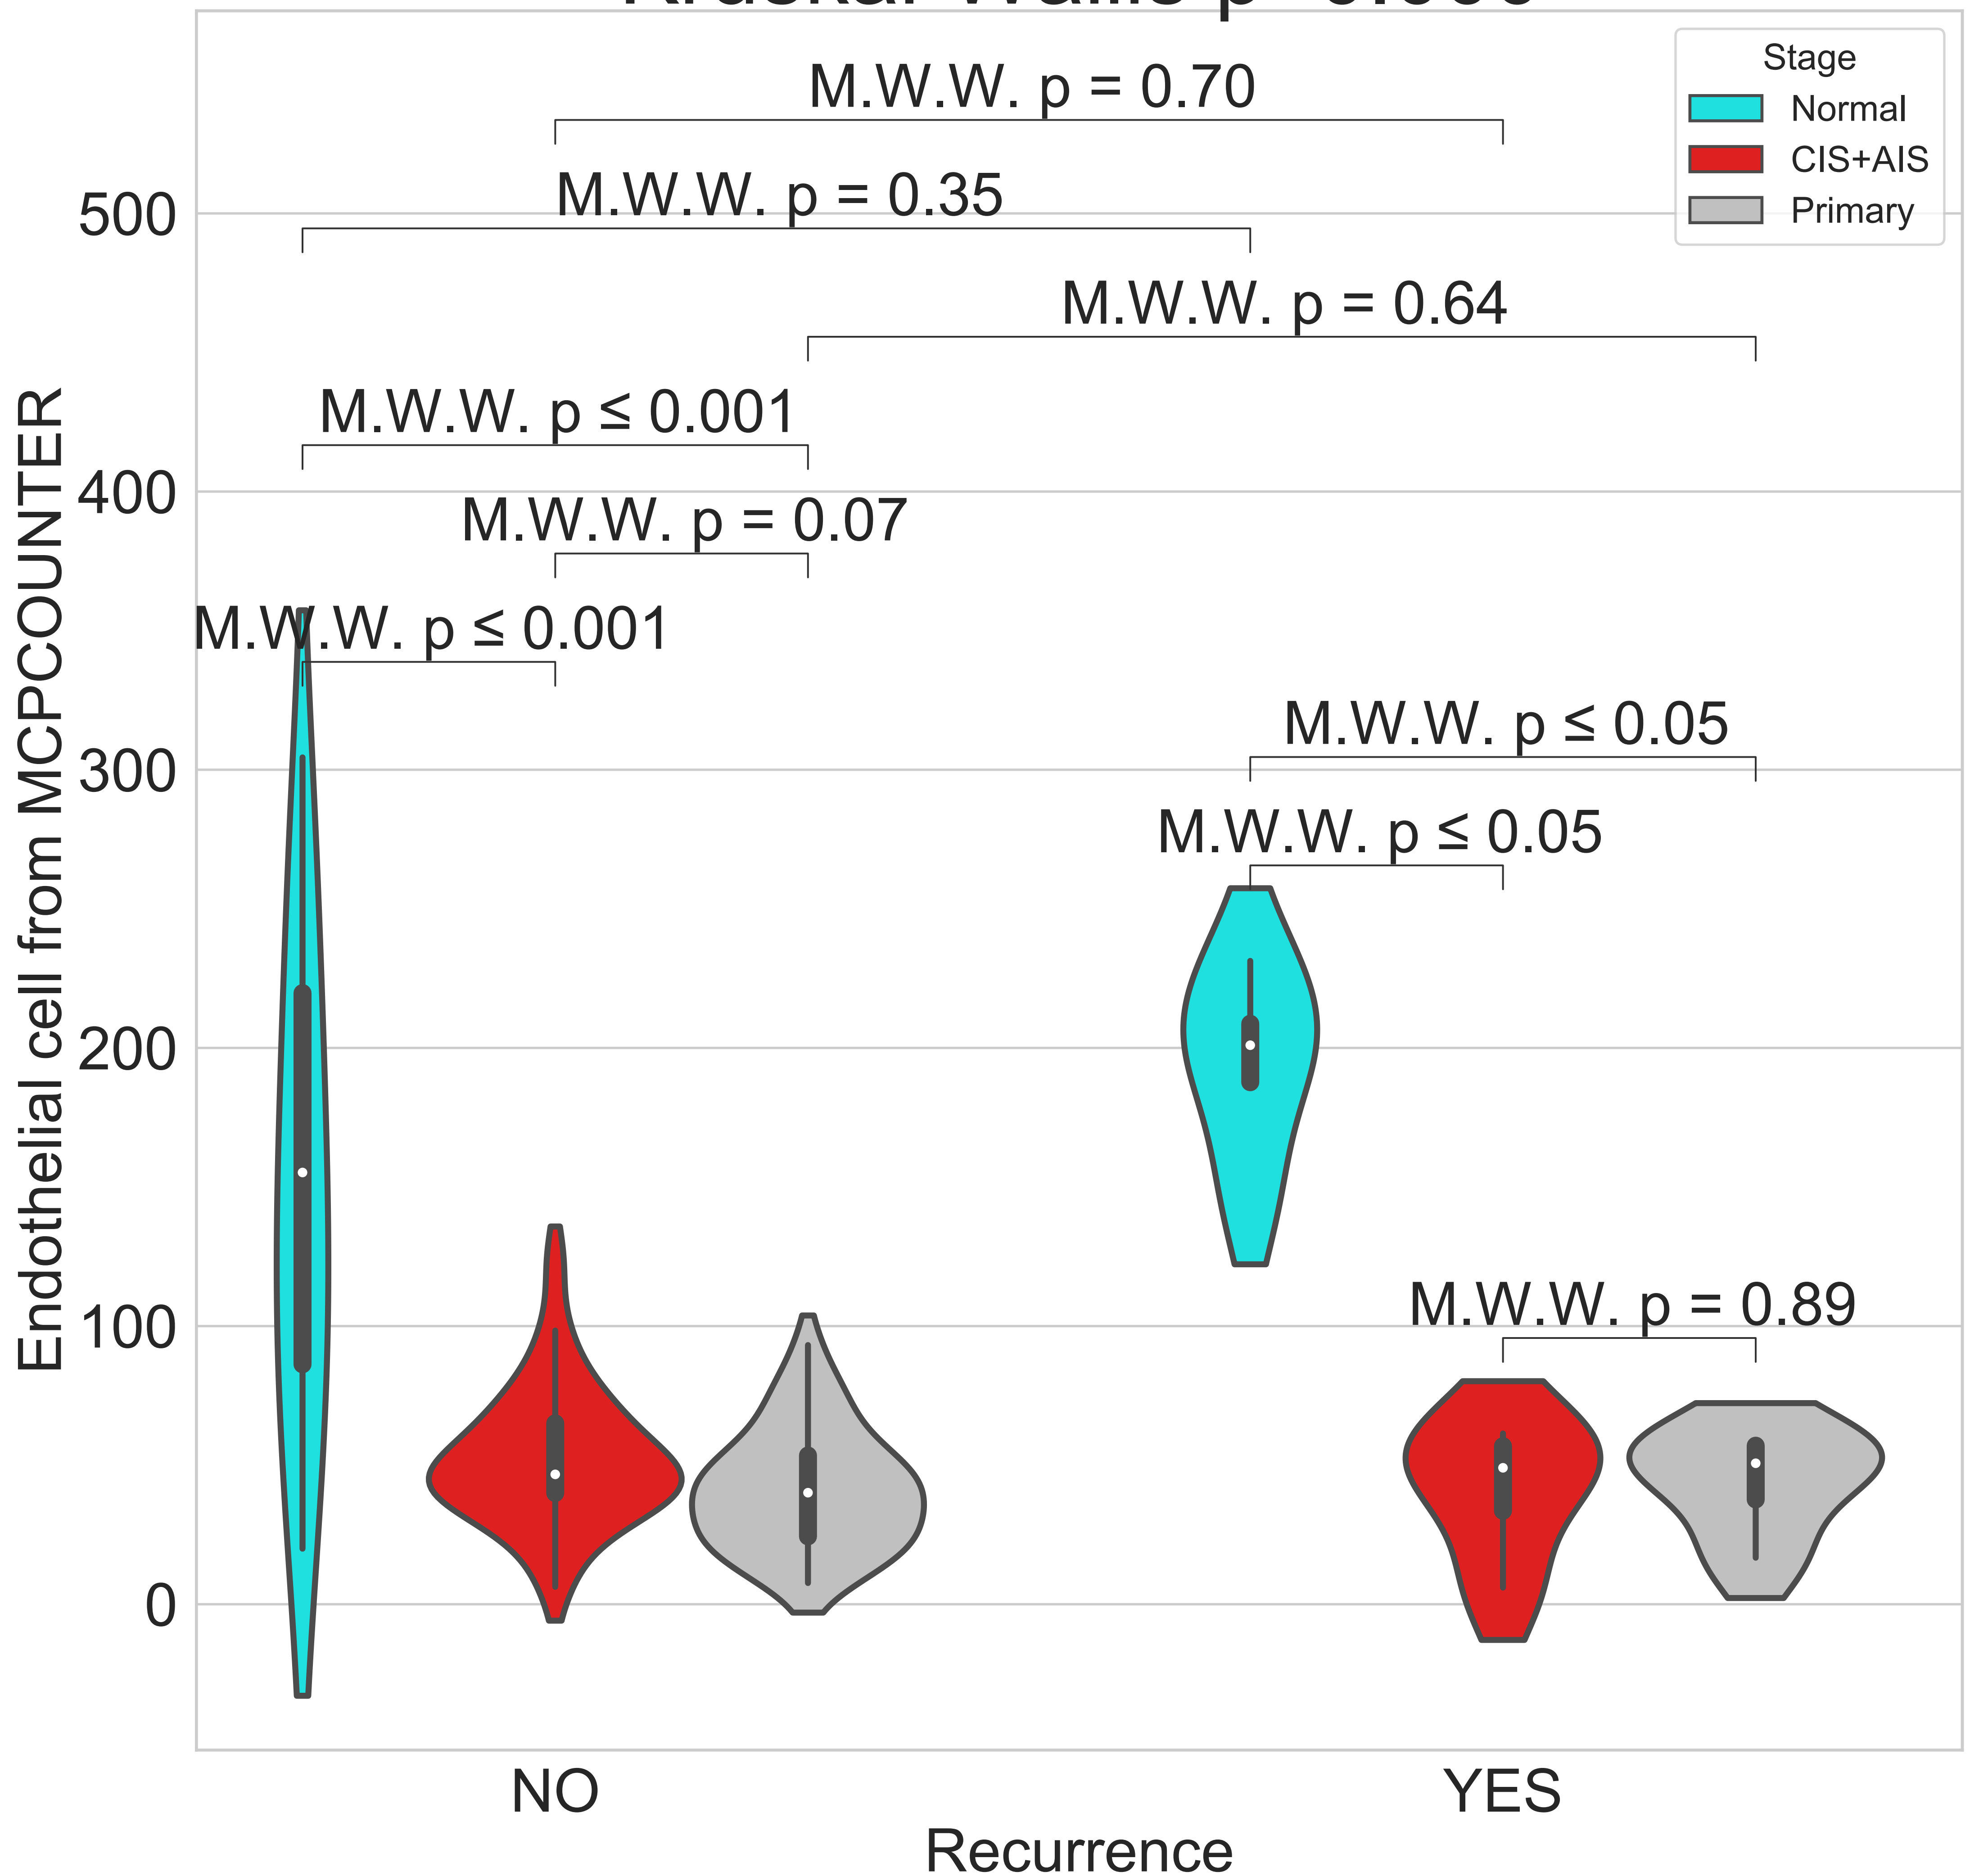 Stage
Normal
CIS+AIS
Primary
M.W.W. p = 0.70
M.W.W. p = 0.35
M.W.W. p = 0.64
M.W.W. p ≤ 0.001
M.W.W. p = 0.07
M.W.W. p ≤ 0.001
M.W.W. p ≤ 0.05
M.W.W. p ≤ 0.05
M.W.W. p = 0.89
Endothelial cell from MCPCOUNTER
500
400
300
200
100
0
NO
YES
Recurrence